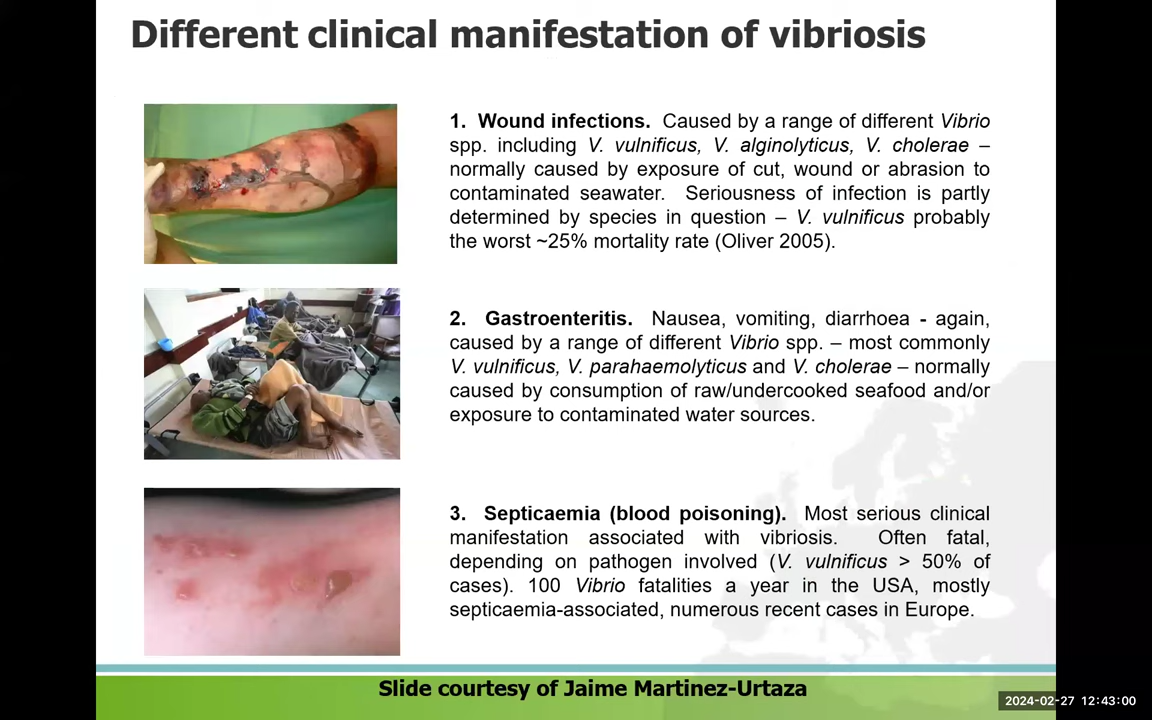 Different clinical manifestation of vibriosis
1. Wound infections. Caused by a range of different Vibrio
spp. including V. vulnificus, V. alginolyticus, V. cholerae –
normally caused by exposure of cut, wound or abrasion to
contaminated seawater. Seriousness of infection is partly
determined by species in question – V. vulnificus probably
the worst ~25% mortality rate (Oliver 2005).
2. Gastroenteritis. Nausea, vomiting, diarrhoea - again,
caused by a range of different Vibrio spp. – most commonly
V. vulnificus, V. parahaemolyticus and V. cholerae – normally
caused by consumption of raw/undercooked seafood and/or
exposure to contaminated water sources.
3. Septicaemia (blood poisoning). Most serious clinical
manifestation associated with vibriosis. Often fatal,
depending on pathogen involved (V. vulnificus > 50% of
cases). 100 Vibrio fatalities a year in the USA, mostly
septicaemia-associated, numerous recent cases in Europe.
Slide courtesy of Jaime Martinez-Urtaza
2024-02-27 12:43:00